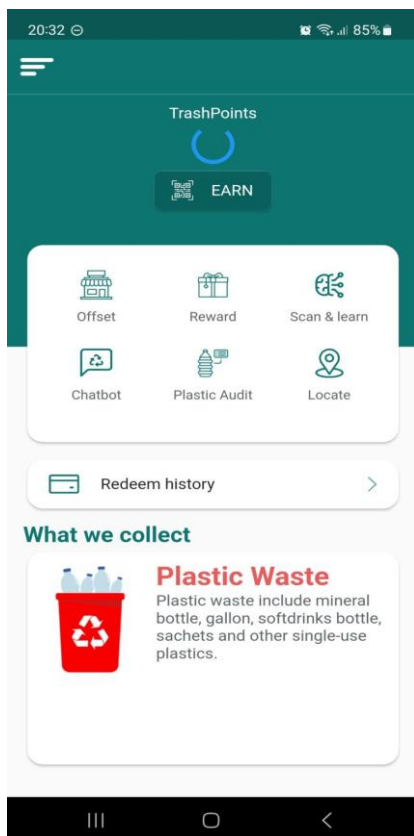 20:32 85%
TrashPoints
EARN
Offset Reward Scan & learn
Chatbot Plastic Audit Locate
Redeem history
What we collect
Plastic Waste
Plastic waste include mineral
bottle, gallon, softdrinks bottle,
sachets and other single-use
plastics.